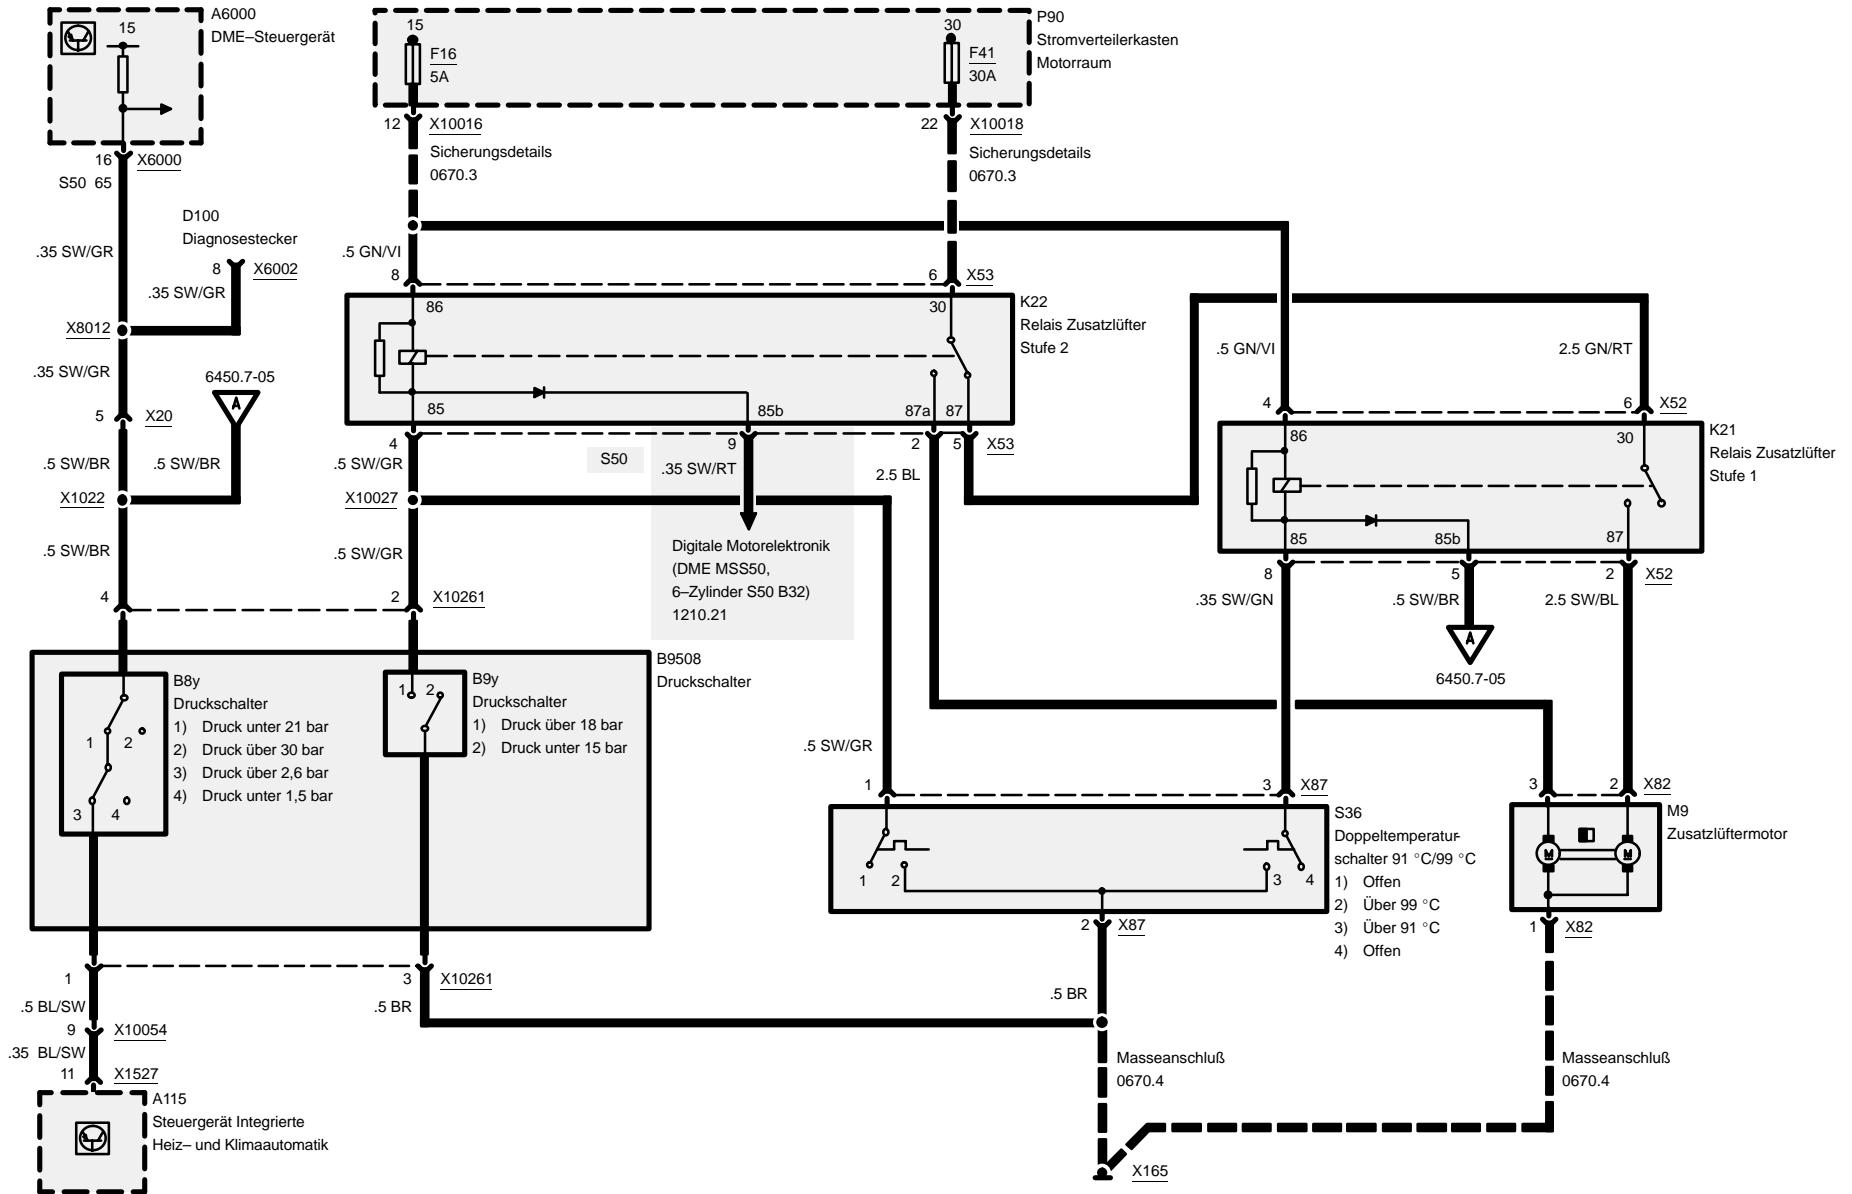 A6000
DME–Steuergerät
15
16
X6000
S50 65
.35 SW/GR
D100
Diagnosestecker
8
X6002
.35 SW/GR
X8012
.35 SW/GR
6450.7-05
A
5
X20
.5 SW/BR
.5 SW/BR
X1022
.5 SW/BR
4
2
X10261
P90
Stromverteilerkasten
Motorraum
15
F16
5A
30
F41
30A
12
X10016
Sicherungsdetails
0670.3
22
X10018
Sicherungsdetails
0670.3
.5 GN/VI
8
6
X53
K22
Relais Zusatzlüfter
Stufe 2
86
30
85
85b
87a
87
4
9
2
5
X53
.5 SW/GR
S50
.35 SW/RT
2.5 BL
X10027
.5 SW/GR
Digitale Motorelektronik
(DME MSS50,
6–Zylinder S50 B32)
1210.21
.5 GN/VI
2.5 GN/RT
4
6
X52
K21
Relais Zusatzlüfter
Stufe 1
86
30
85
85b
87
8
5
2
X52
.35 SW/GN
.5 SW/BR
2.5 SW/BL
A
6450.7-05
B9508
Druckschalter
B8y
Druckschalter
1) Druck unter 21 bar
2) Druck über 30 bar
3) Druck über 2,6 bar
4) Druck unter 1,5 bar
1
2
3
4
B9y
Druckschalter
1) Druck über 18 bar
2) Druck unter 15 bar
1
2
.5 SW/GR
1
3
X87
S36
Doppeltemperatur-
schalter 91 °C/99 °C
1) Offen
2) Über 99 °C
3) Über 91 °C
4) Offen
1
2
3
4
2
X87
3
2
X82
M9
Zusatzlüftermotor
M
M
1
X82
1
3
X10261
.5 BL/SW
.5 BR
.5 BR
9
X10054
.35 BL/SW
11
X1527
A115
Steuergerät Integrierte
Heiz– und Klimaautomatik
Masseanschluß
0670.4
Masseanschluß
0670.4
X165